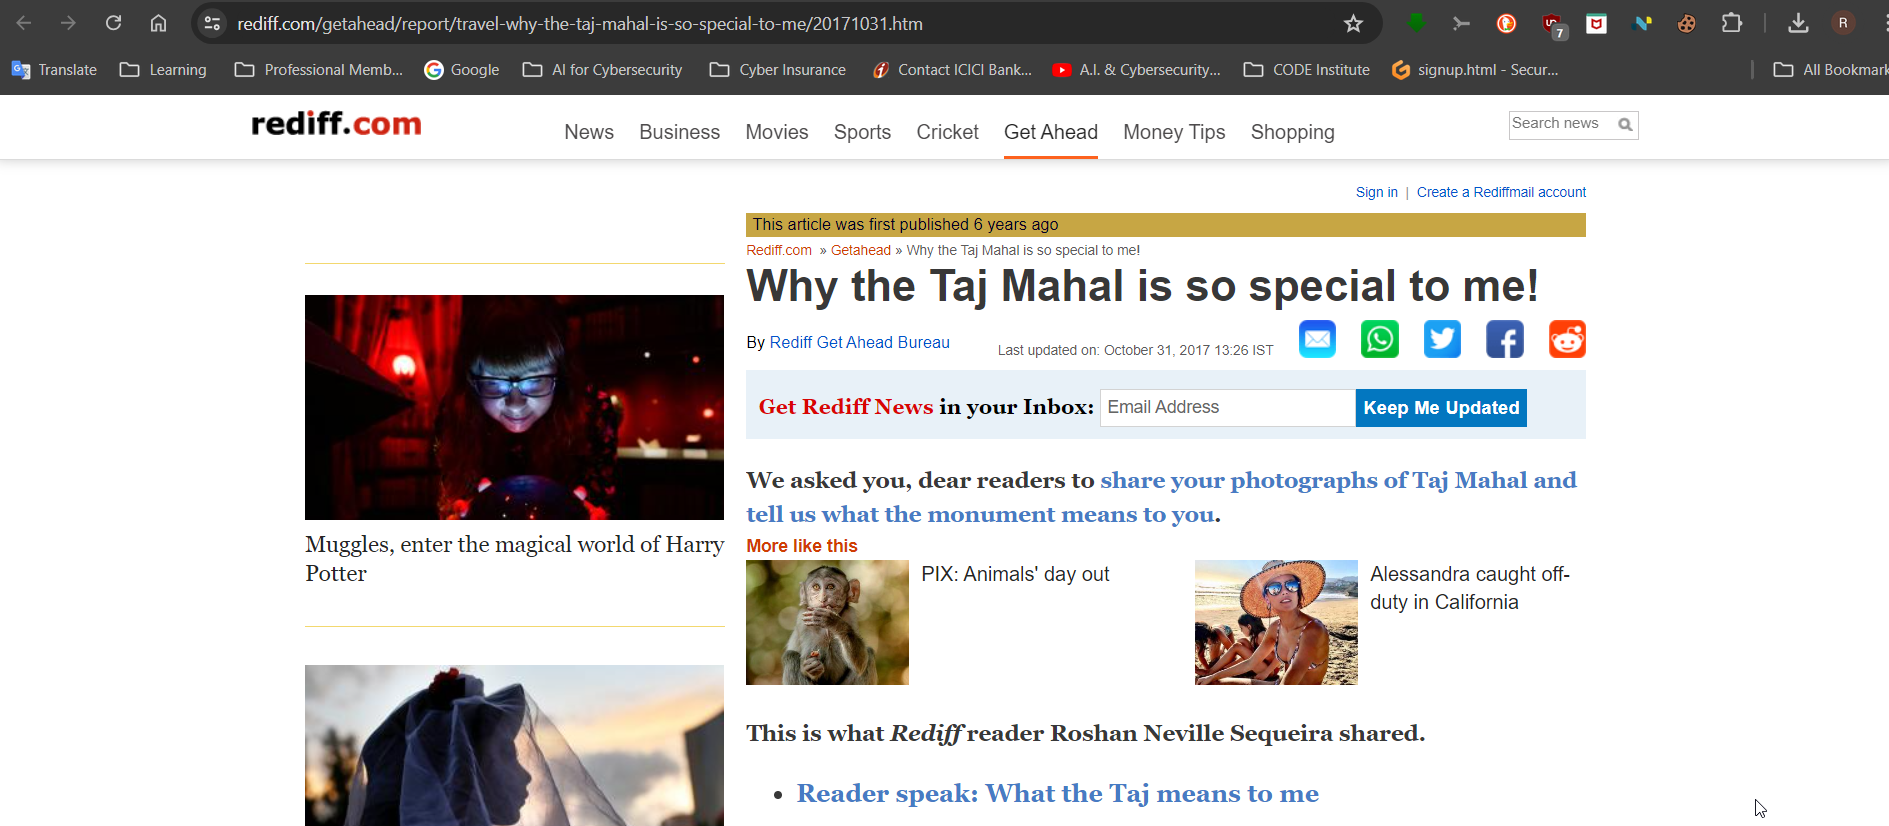 rediff.com/getahead/report/travel-why-the-taj-mahal-is-so-special-to-me/20171031.htm
7
R
Translate
Learning
Professional Memb...
Google
AI for Cybersecurity
Cyber Insurance
Contact ICICI Bank...
A.I. & Cybersecurity...
CODE Institute
signup.html - Secur...
All Bookmark
rediff.com
News
Business
Movies
Sports
Cricket
Get Ahead
Money Tips
Shopping
Search news
Sign in | Create a Rediffmail account
This article was first published 6 years ago
Rediff.com » Getahead » Why the Taj Mahal is so special to me!
Why the Taj Mahal is so special to me!
By Rediff Get Ahead Bureau
Last updated on: October 31, 2017 13:26 IST
Get Rediff News in your Inbox:
Email Address
Keep Me Updated
We asked you, dear readers to share your photographs of Taj Mahal and
tell us what the monument means to you.
More like this
PIX: Animals' day out
Alessandra caught off-
duty in California
This is what Rediff reader Roshan Neville Sequeira shared.
• Reader speak: What the Taj means to me
Muggles, enter the magical world of Harry
Potter